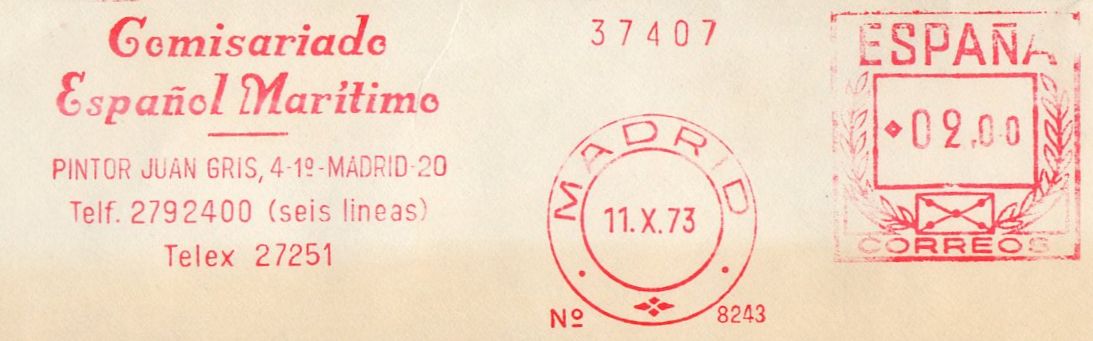 Comisariado
Español Marítimo
PINTOR JUAN GRIS, 4-1º-MADRID-20
Telf. 2792400 (seis lineas)
Telex 27251
37407
MADRID
11.X.73
Nº 8243
ESPAÑA
02,00
CORREOS